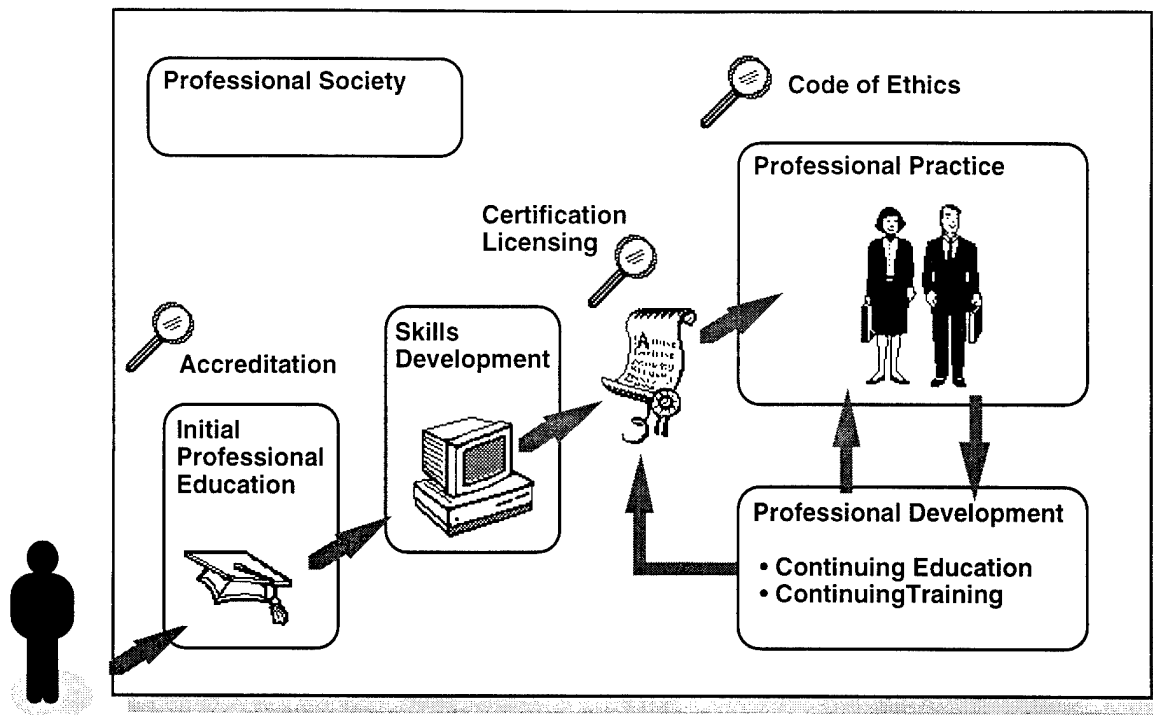 Professional Society
Code of Ethics
Professional Practice
Certification
Licensing
Accreditation
Skills
Development
Initial
Professional
Education
Professional Development
• Continuing Education
• ContinuingTraining